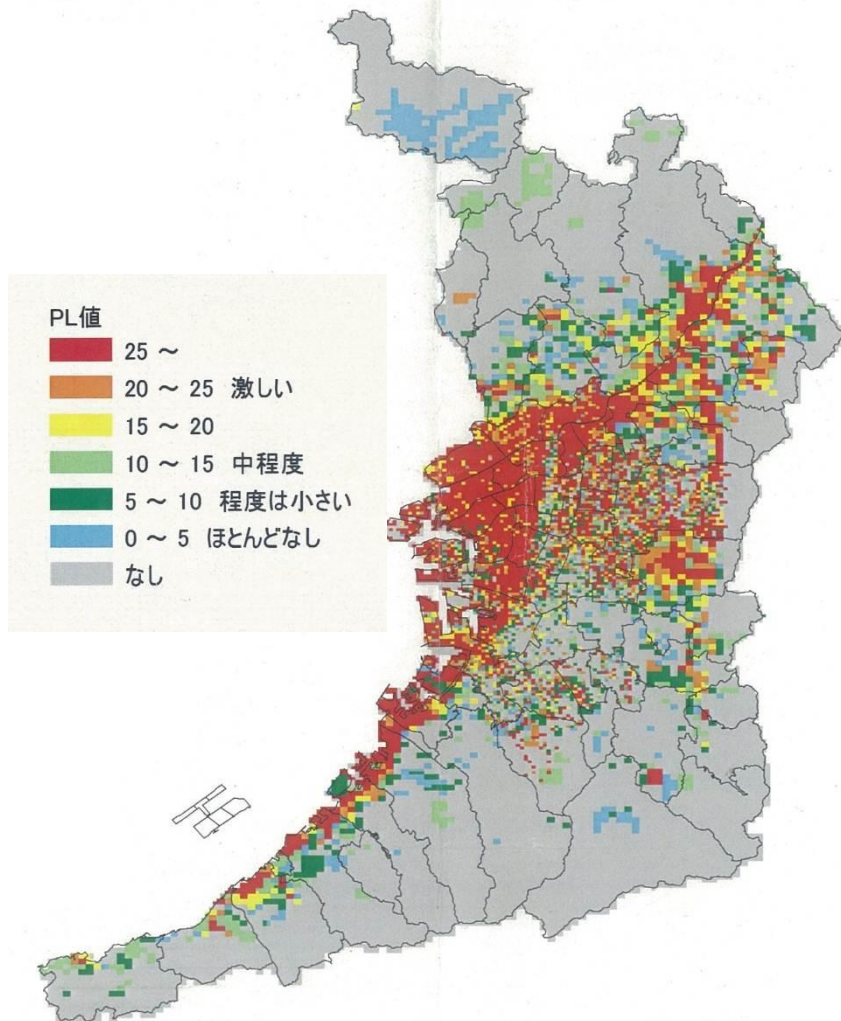 PL値
25 ～
20 ～ 25 激しい
15 ～ 20
10 ～ 15 中程度
5 ～ 10 程度は小さい
0 ～ 5 ほとんどなし
なし